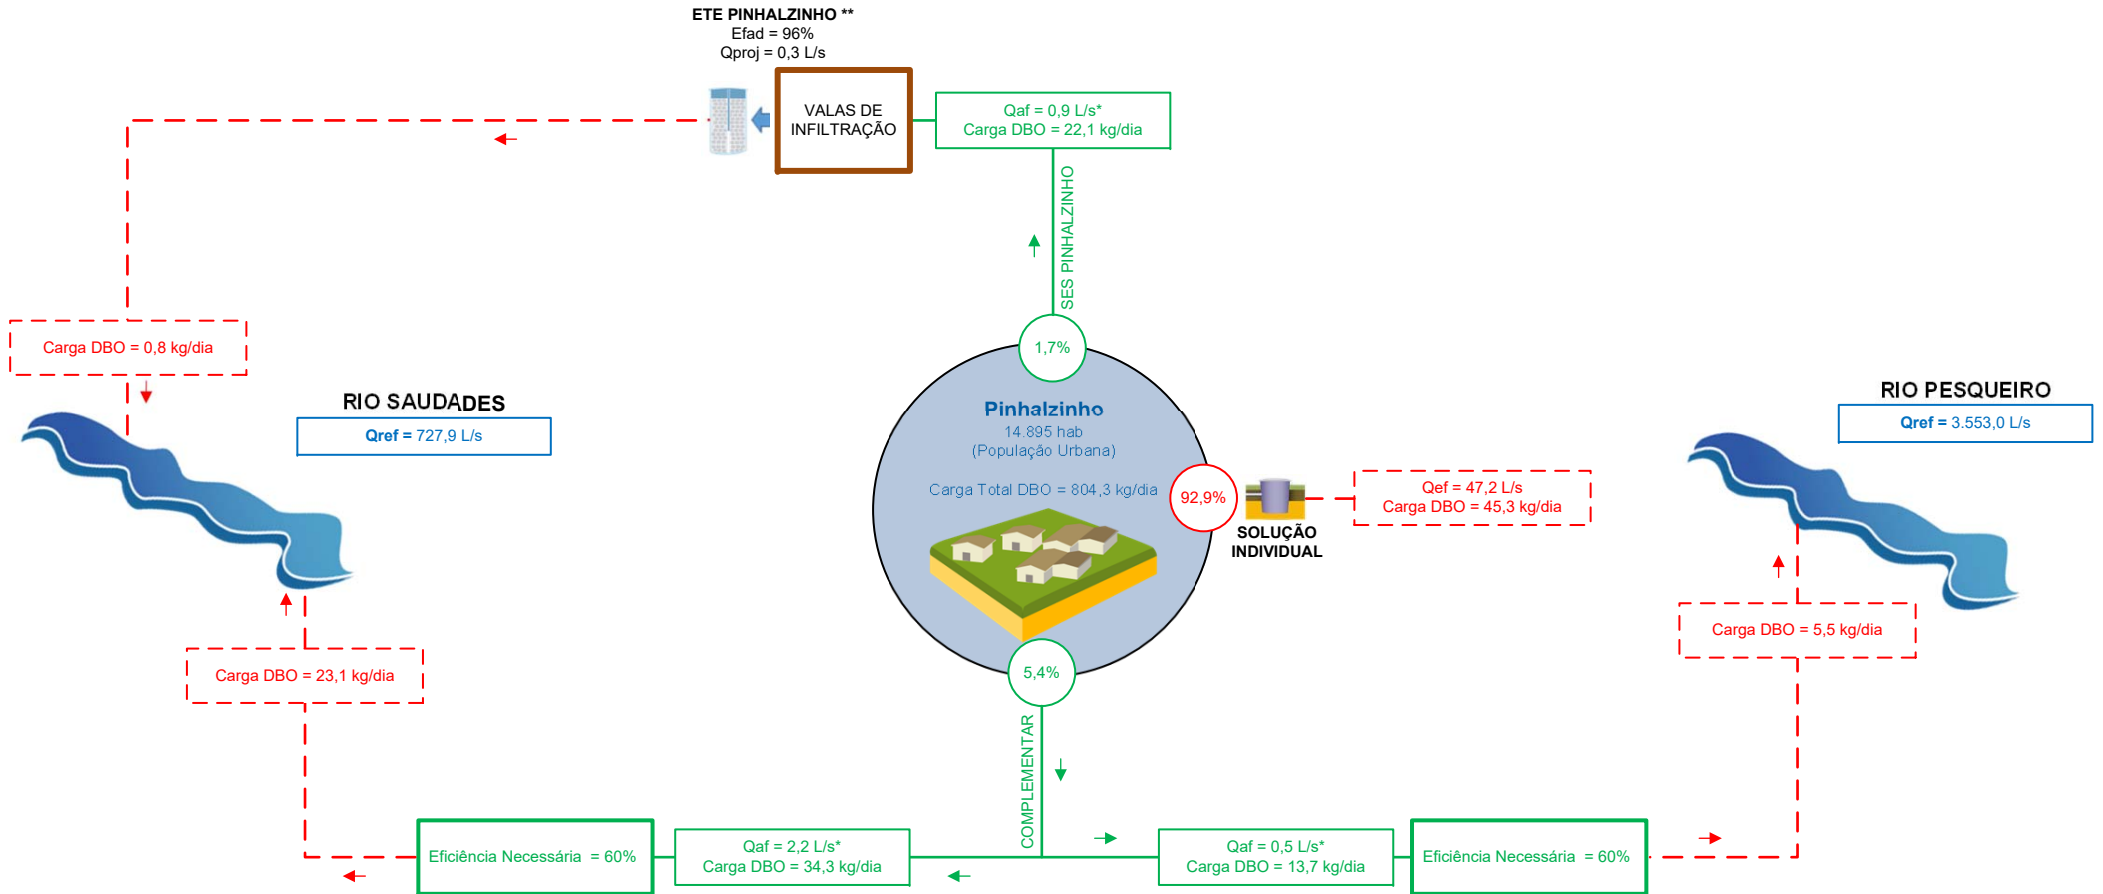 ETE PINHALZINHO **
Efad = 96%
Qproj = 0,3 L/s
VALAS DE
INFILTRAÇÃO
Qaf = 0,9 L/s*
Carga DBO = 22,1 kg/dia
SES PINHALZINHO
Carga DBO = 0,8 kg/dia
1,7%
RIO SAUDADES
Qref = 727,9 L/s
Pinhalzinho
14.895 hab
(População Urbana)
Carga Total DBO = 804,3 kg/dia
92,9%
SOLUÇÃO
INDIVIDUAL
Qef = 47,2 L/s
Carga DBO = 45,3 kg/dia
RIO PESQUEIRO
Qref = 3.553,0 L/s
Carga DBO = 5,5 kg/dia
Carga DBO = 23,1 kg/dia
5,4%
COMPLEMENTAR
Eficiência Necessária = 60%
Qaf = 2,2 L/s*
Carga DBO = 34,3 kg/dia
Qaf = 0,5 L/s*
Carga DBO = 13,7 kg/dia
Eficiência Necessária = 60%